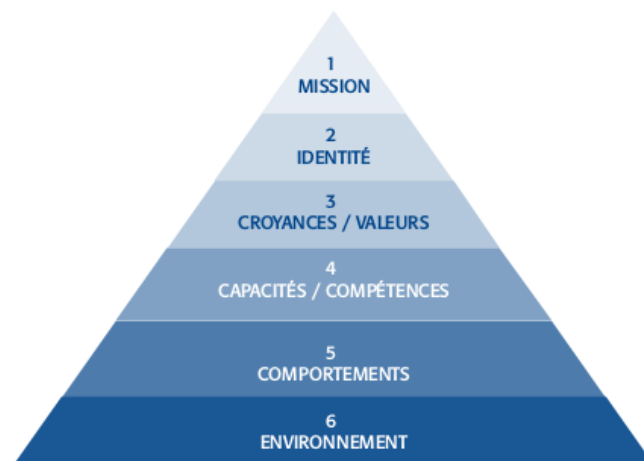 1
MISSION
2
IDENTITÉ
3
CROYANCES / VALEURS
4
CAPACITÉS / COMPÉTENCES
5
COMPORTEMENTS
6
ENVIRONNEMENT